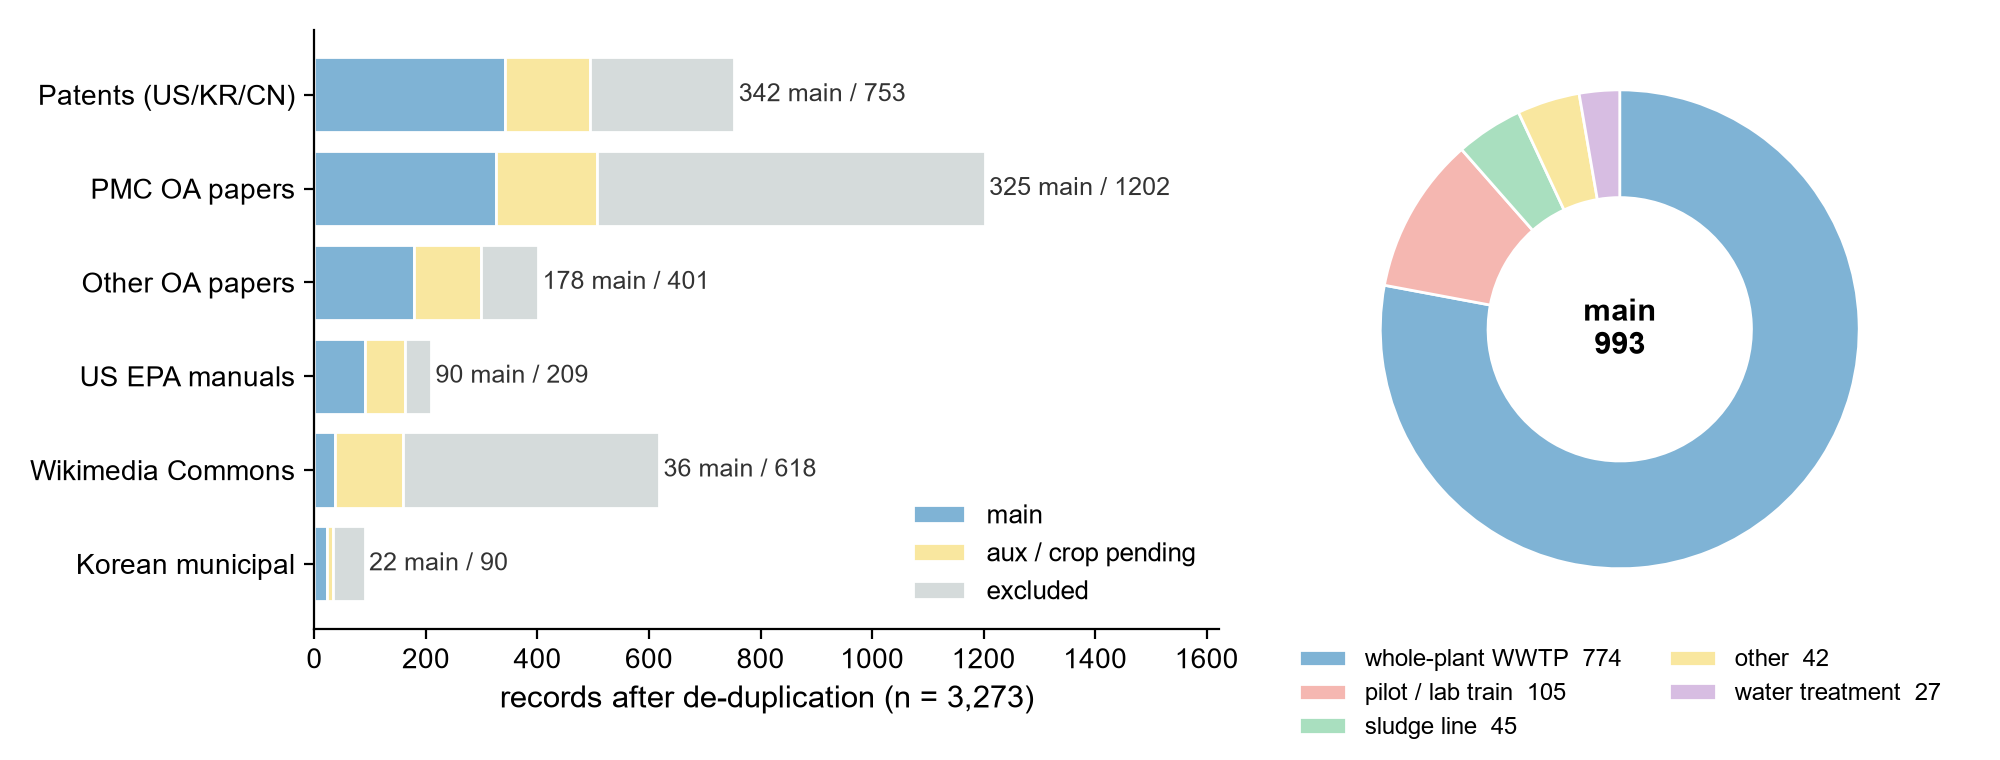 Patents (US/KR/CN)
342 main / 753
PMC OA papers
325 main / 1202
Other OA papers
178 main / 401
US EPA manuals
90 main / 209
Wikimedia Commons
36 main / 618
Korean municipal
22 main / 90
main
aux / crop pending
excluded
0 200 400 600 800 1000 1200 1400 1600
records after de-duplication (n = 3,273)
main
993
whole-plant WWTP 774
pilot / lab train 105
sludge line 45
other 42
water treatment 27